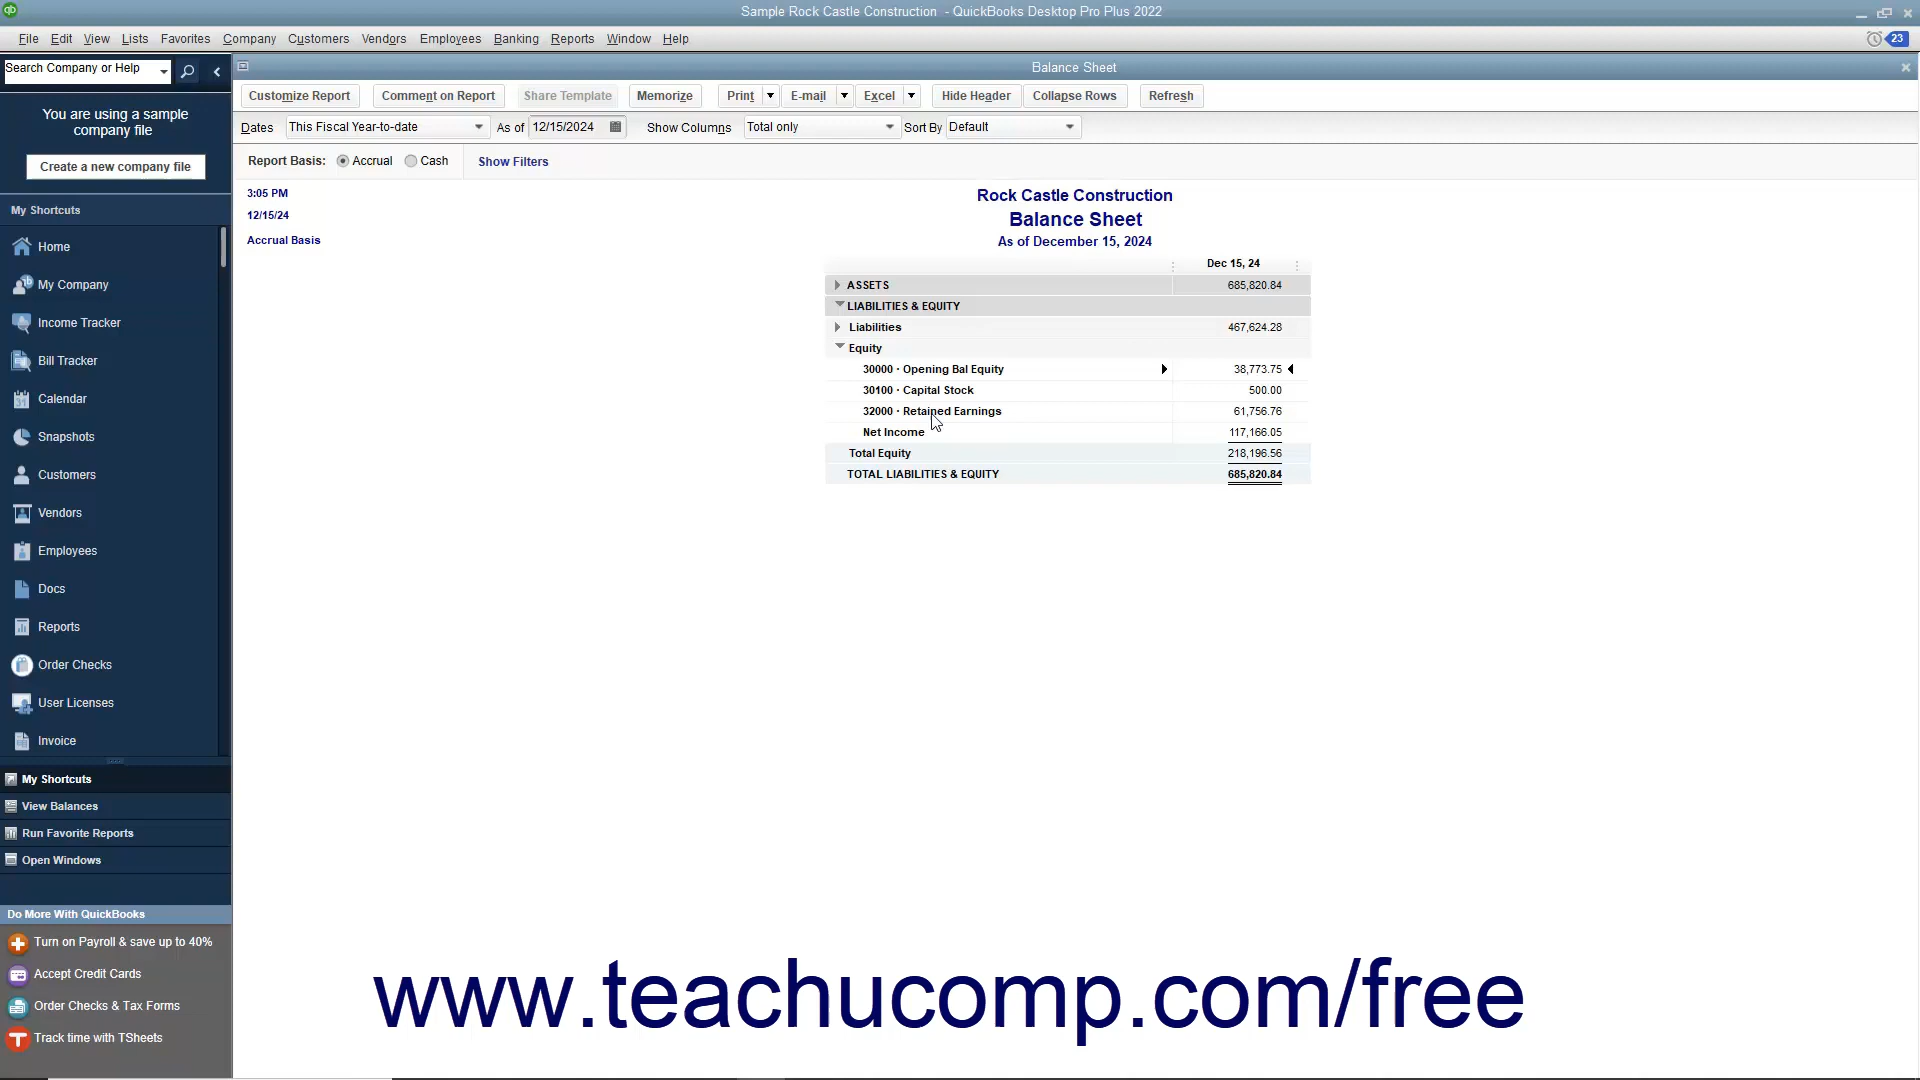 Sample Rock Castle Construction - QuickBooks Desktop Pro Plus 2022
File Edit View Lists Favorites Company Customers Vendors Employees Banking Reports Window Help 23
Search Company or Help
Balance Sheet
You are using a sample
company file
Create a new company file
Customize Report Comment on Report Share Template Memorize Print E-mail Excel Hide Header Collapse Rows Refresh
Dates This Fiscal Year-to-date As of 12/15/2024 Show Columns Total only Sort By Default
Report Basis: Accrual Cash Show Filters
3:05 PM
12/15/24
Accrual Basis
Rock Castle Construction
Balance Sheet
As of December 15, 2024
Dec 15, 24
ASSETS 685,820.84
LIABILITIES & EQUITY
Liabilities 467,624.28
Equity
30000 · Opening Bal Equity 38,773.75
30100 · Capital Stock 500.00
32000 · Retained Earnings 61,756.76
Net Income 117,166.05
Total Equity 218,196.56
TOTAL LIABILITIES & EQUITY 685,820.84
My Shortcuts
Home
My Company
Income Tracker
Bill Tracker
Calendar
Snapshots
Customers
Vendors
Employees
Docs
Reports
Order Checks
User Licenses
Invoice
My Shortcuts
View Balances
Run Favorite Reports
Open Windows
Do More With QuickBooks
Turn on Payroll & save up to 40%
Accept Credit Cards
Order Checks & Tax Forms
Track time with TSheets
www.teachucomp.com/free